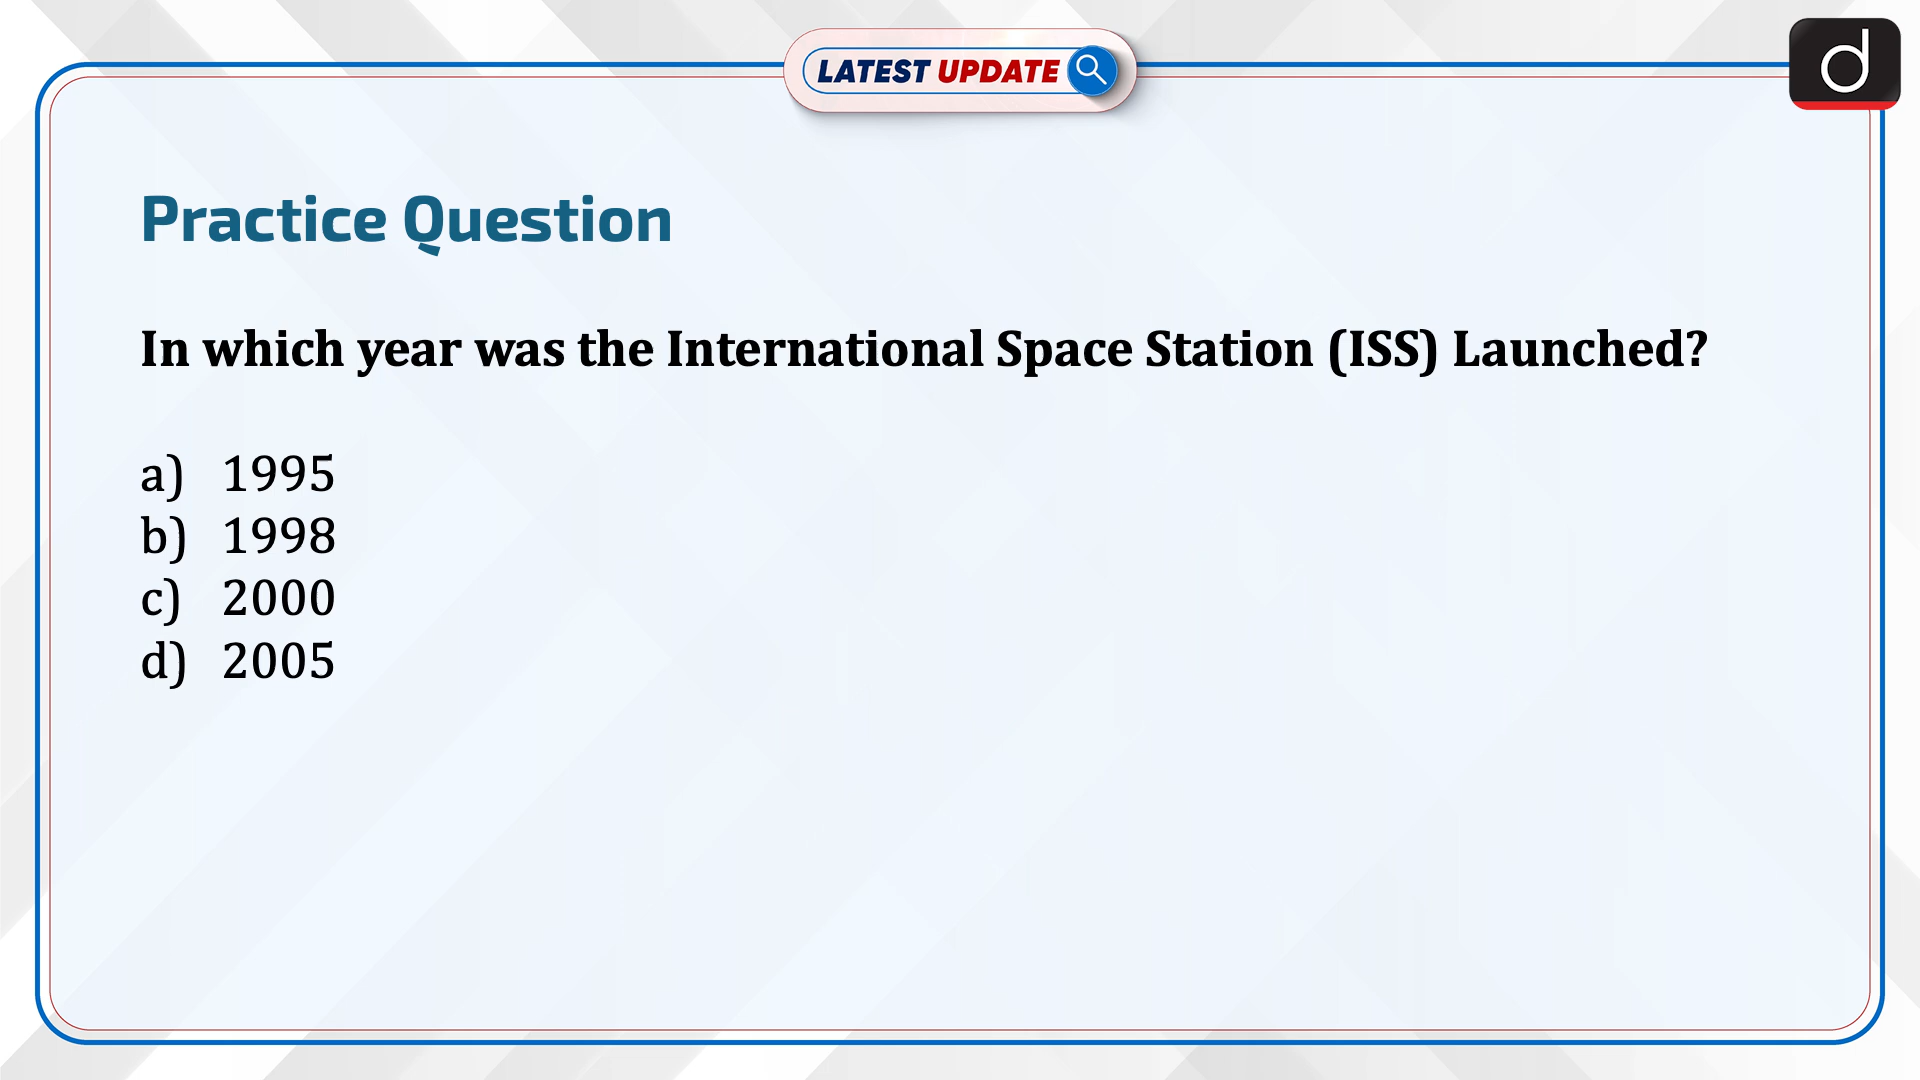 LATEST UPDATE
d
Practice Question
In which year was the International Space Station (ISS) Launched?
a) 1995
b) 1998
c) 2000
d) 2005